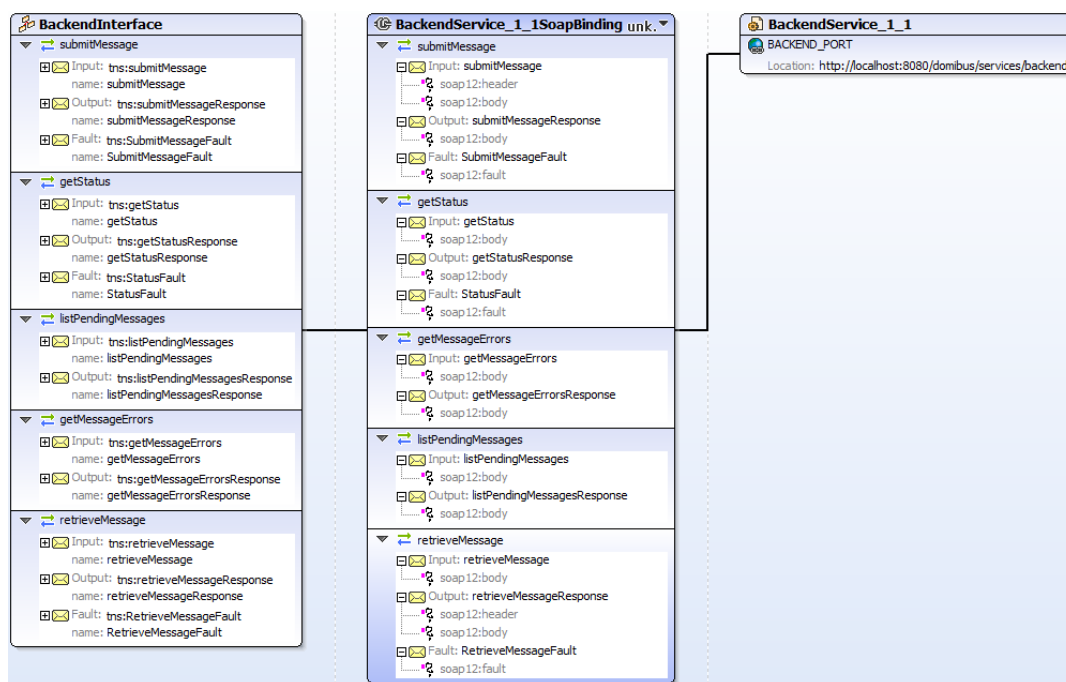 BackendInterface
submitMessage
Input: tns:submitMessage
name: submitMessage
Output: tns:submitMessageResponse
name: submitMessageResponse
Fault: tns:SubmitMessageFault
name: SubmitMessageFault
getStatus
Input: tns:getStatus
name: getStatus
Output: tns:getStatusResponse
name: getStatusResponse
Fault: tns:StatusFault
name: StatusFault
listPendingMessages
Input: tns:listPendingMessages
name: listPendingMessages
Output: tns:listPendingMessagesResponse
name: listPendingMessagesResponse
getMessageErrors
Input: tns:getMessageErrors
name: getMessageErrors
Output: tns:getMessageErrorsResponse
name: getMessageErrorsResponse
retrieveMessage
Input: tns:retrieveMessage
name: retrieveMessage
Output: tns:retrieveMessageResponse
name: retrieveMessageResponse
Fault: tns:RetrieveMessageFault
name: RetrieveMessageFault
BackendService_1_1SoapBinding unk.
submitMessage
Input: submitMessage
soap12:header
soap12:body
Output: submitMessageResponse
soap12:body
Fault: SubmitMessageFault
soap12:fault
getStatus
Input: getStatus
soap12:body
Output: getStatusResponse
soap12:body
Fault: StatusFault
soap12:fault
getMessageErrors
Input: getMessageErrors
soap12:body
Output: getMessageErrorsResponse
soap12:body
listPendingMessages
Input: listPendingMessages
soap12:body
Output: listPendingMessagesResponse
soap12:body
retrieveMessage
Input: retrieveMessage
soap12:body
Output: retrieveMessageResponse
soap12:header
soap12:body
Fault: RetrieveMessageFault
soap12:fault
BackendService_1_1
BACKEND_PORT
Location: http://localhost:8080/domibus/services/backend